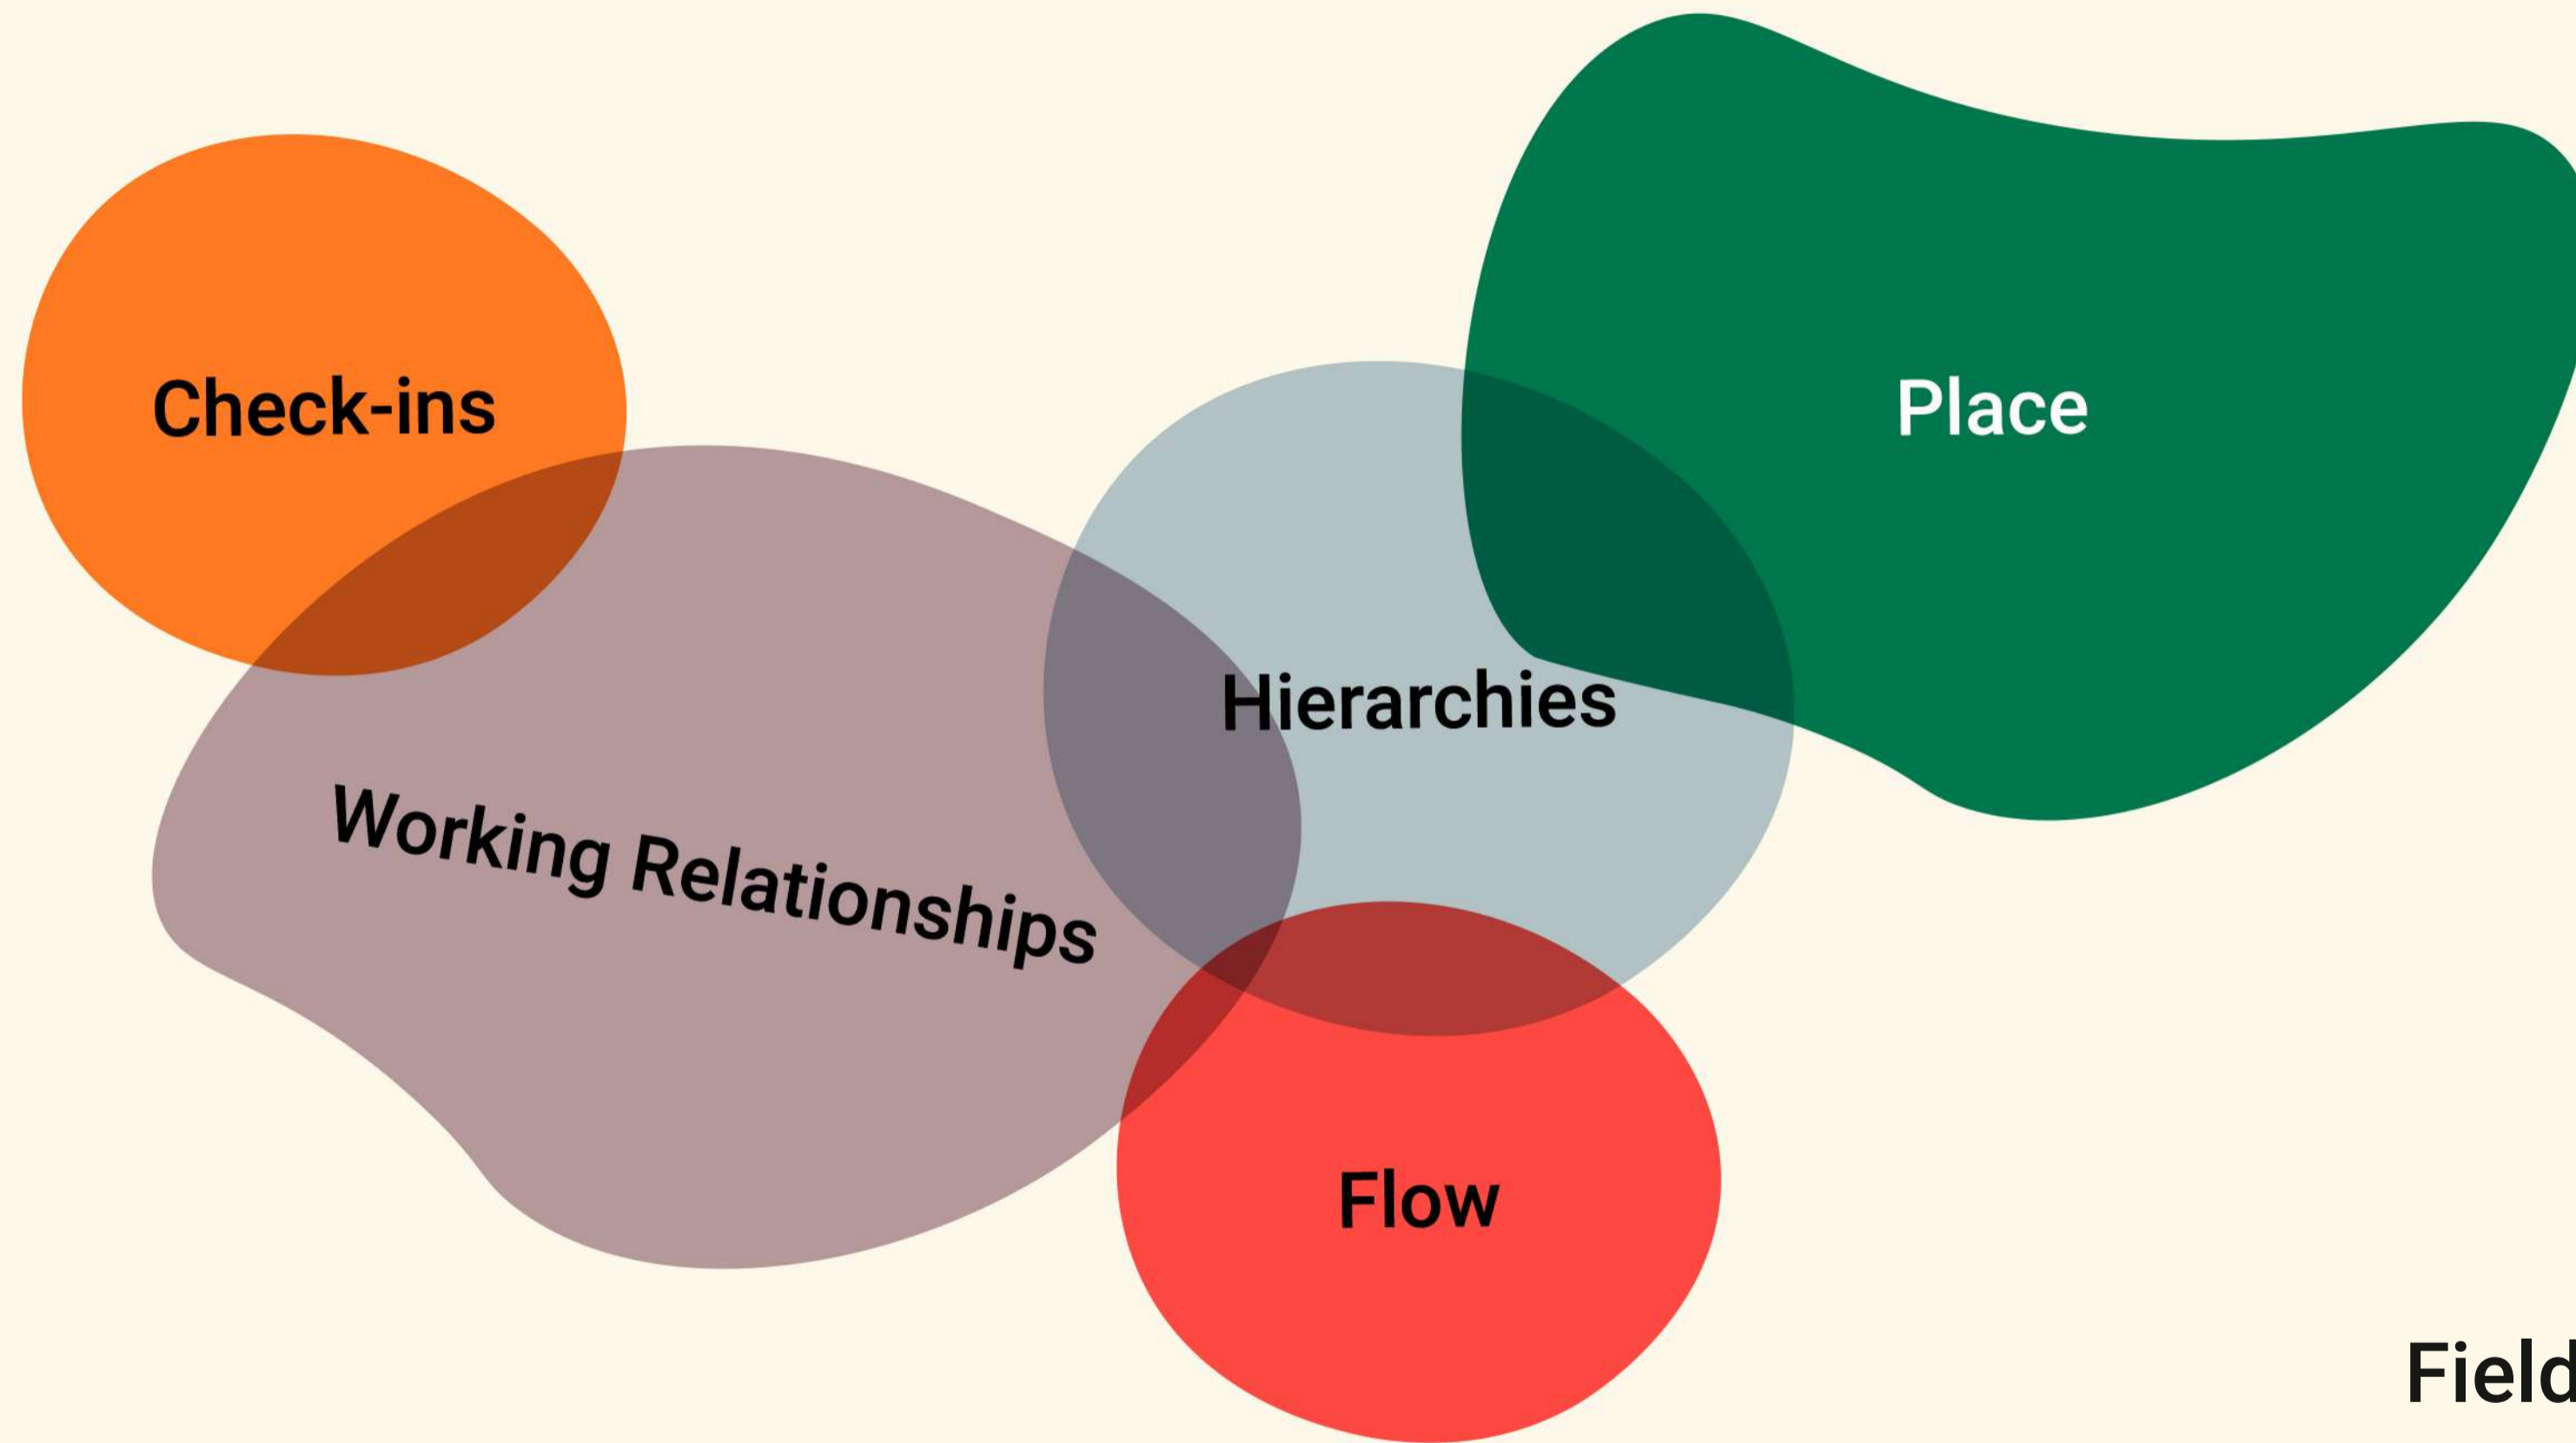 Check-ins
Place
Hierarchies
Working Relationships
Flow
Field